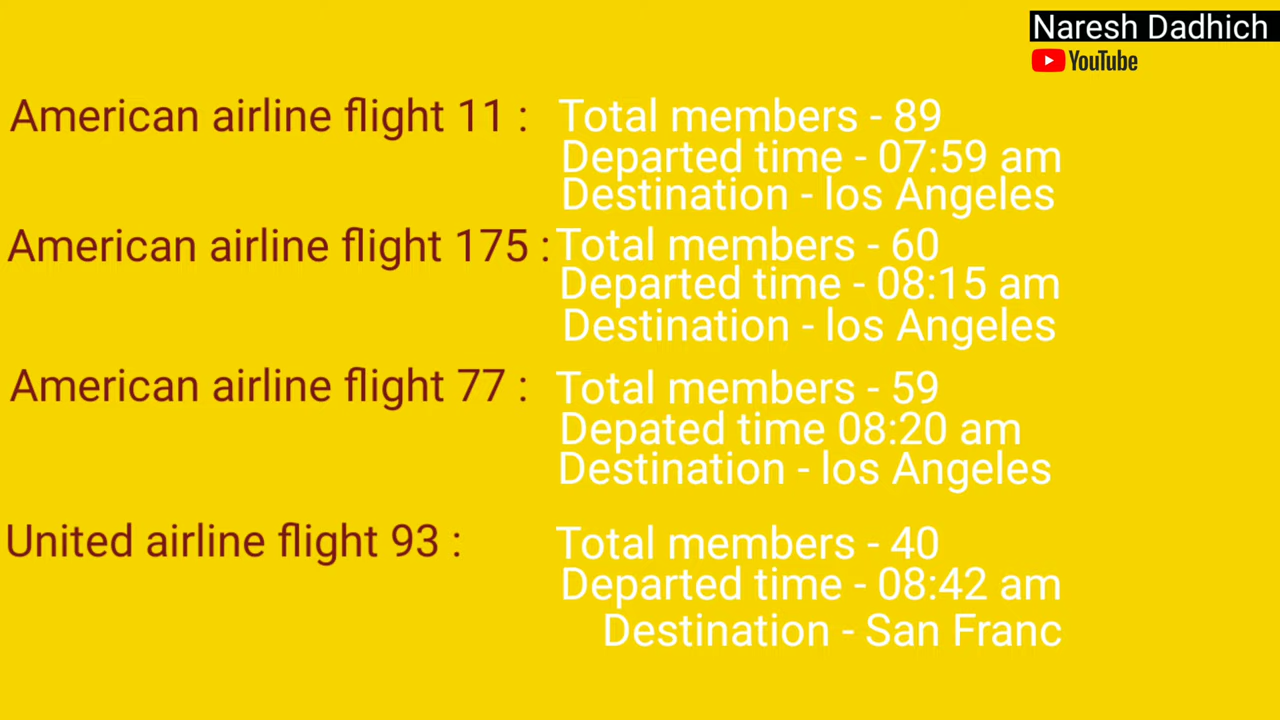 Naresh Dadhich
YouTube
American airline flight 11 : Total members - 89
Departed time - 07:59 am
Destination - los Angeles
American airline flight 175 : Total members - 60
Departed time - 08:15 am
Destination - los Angeles
American airline flight 77 : Total members - 59
Depated time 08:20 am
Destination - los Angeles
United airline flight 93 : Total members - 40
Departed time - 08:42 am
Destination - San Franc